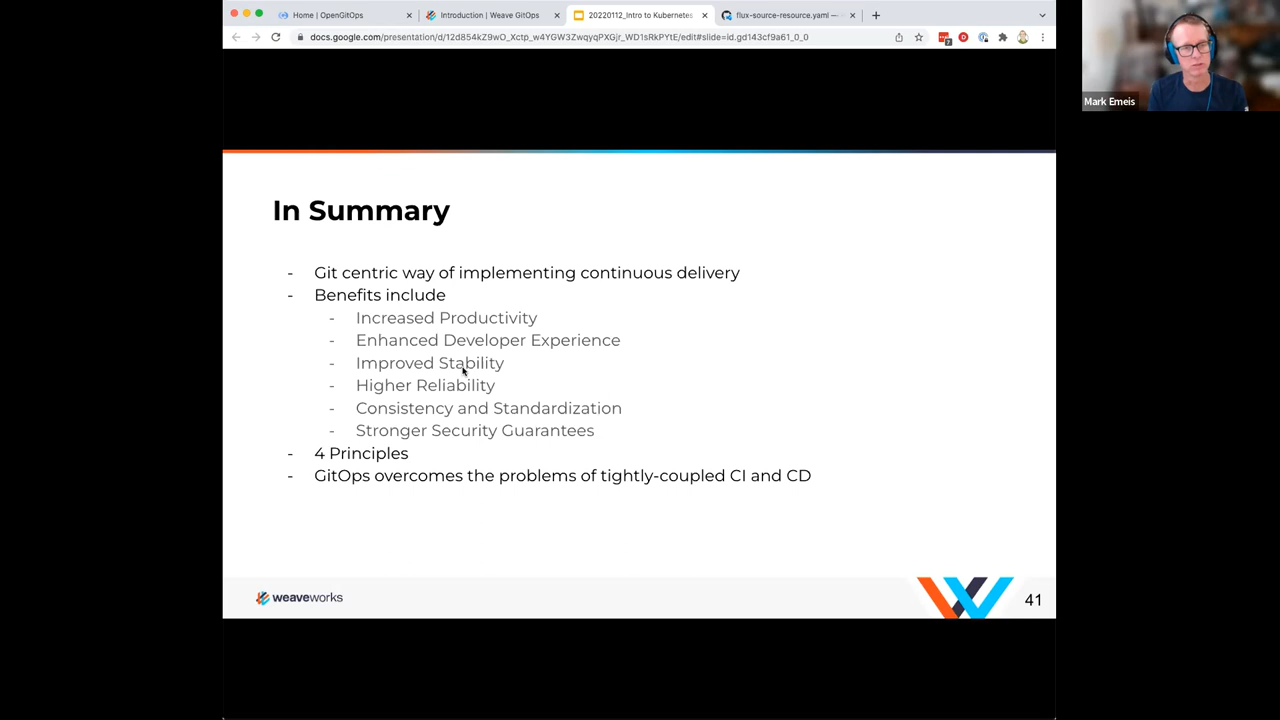 Home | OpenGitOps
Introduction | Weave GitOps
20220112_Intro to Kubernetes
flux-source-resource.yaml —
docs.google.com/presentation/d/12d854kZ9wO_Xctp_w4YGW3ZwqyqPXGjr_WD1sRkPYtE/edit#slide=id.gd143cf9a61_0_0
Mark Emeis
In Summary
- Git centric way of implementing continuous delivery
- Benefits include
- Increased Productivity
- Enhanced Developer Experience
- Improved Stability
- Higher Reliability
- Consistency and Standardization
- Stronger Security Guarantees
- 4 Principles
- GitOps overcomes the problems of tightly-coupled CI and CD
weaveworks
41